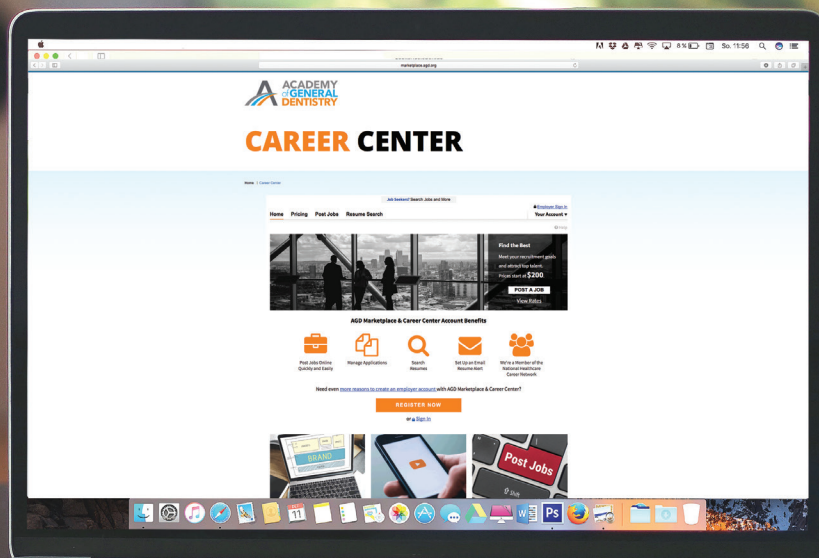 8%
So. 11:56
marketplace.agd.org
ACADEMY
of GENERAL
DENTISTRY
CAREER CENTER
Home
Career Center
Job Seekers? Search Jobs and More
Employer Sign In
Home Pricing Post Jobs Resume Search
Your Account
Help
Find the Best
Meet your recruitment goals
and attract top talent.
Prices start at $200
POST A JOB
View Rates
AGD Marketplace & Career Center Account Benefits
Post Jobs Online
Quickly and Easily
Manage Applications
Search
Resumes
Set Up an Email
Resume Alert
We're a Member of the
National Healthcare
Career Network
Need even more reasons to create an employer account with AGD Marketplace & Career Center?
REGISTER NOW
or Sign In
BRAND
Post Jobs
Shift
11
W
Ps